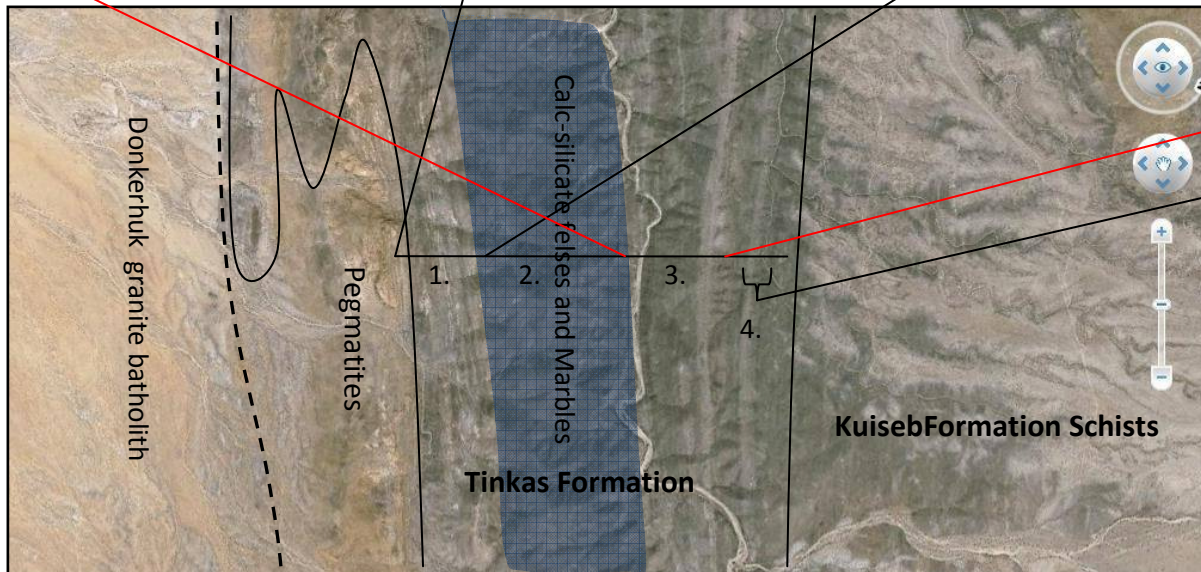 Donkerhuk granite batholith
Pegmatites
Calc-silicate felses and Marbles
1.
2.
3.
4.
Tinkas Formation
KuisebFormation Schists